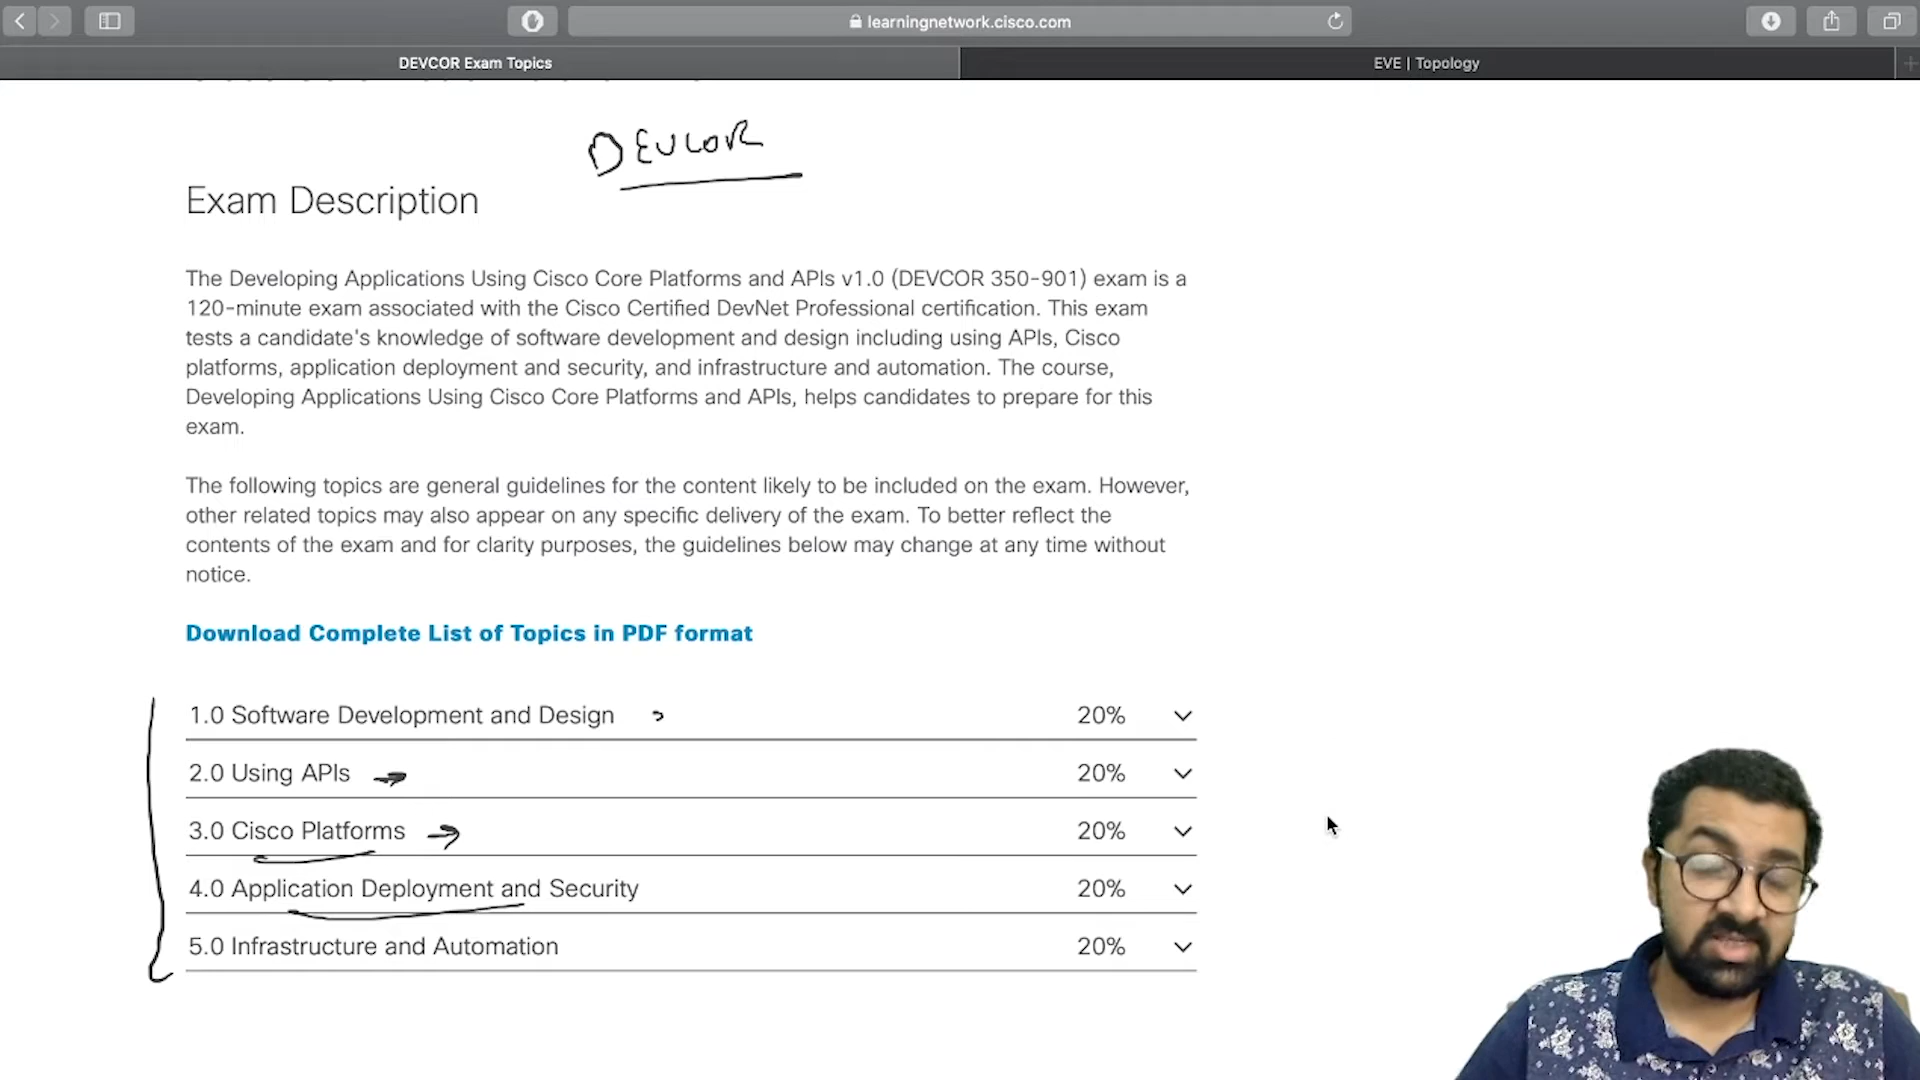 learningnetwork.cisco.com
DEVCOR Exam Topics
EVE | Topology
DEVCOR
Exam Description
The Developing Applications Using Cisco Core Platforms and APIs v1.0 (DEVCOR 350-901) exam is a
120-minute exam associated with the Cisco Certified DevNet Professional certification. This exam
tests a candidate's knowledge of software development and design including using APIs, Cisco
platforms, application deployment and security, and infrastructure and automation. The course,
Developing Applications Using Cisco Core Platforms and APIs, helps candidates to prepare for this
exam.
The following topics are general guidelines for the content likely to be included on the exam. However,
other related topics may also appear on any specific delivery of the exam. To better reflect the
contents of the exam and for clarity purposes, the guidelines below may change at any time without
notice.
Download Complete List of Topics in PDF format
1.0 Software Development and Design 20%
2.0 Using APIs 20%
3.0 Cisco Platforms 20%
4.0 Application Deployment and Security 20%
5.0 Infrastructure and Automation 20%